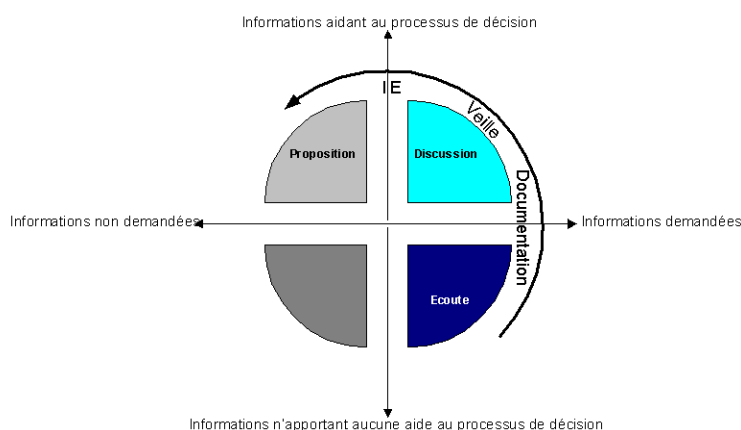 Informations aidant au processus de décision
IE
Veille
Proposition
Discussion
Documentation
Informations non demandées
Informations demandées
Ecoute
Informations n'apportant aucune aide au processus de décision